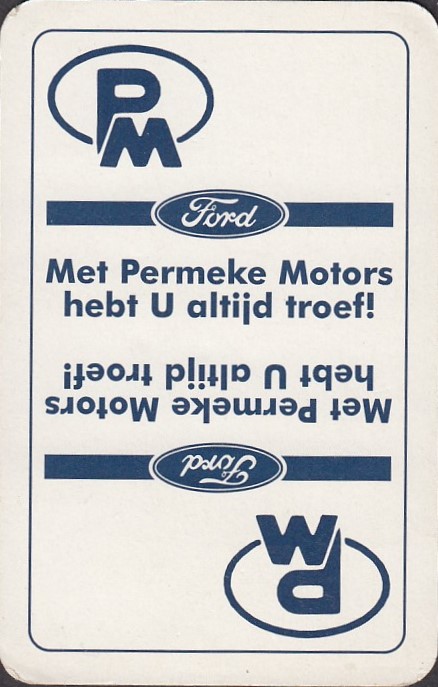 PM
Ford
Met Permeke Motors
hebt U altijd troef!
Met Permeke Motors
hebt U altijd troef!
Ford
PM